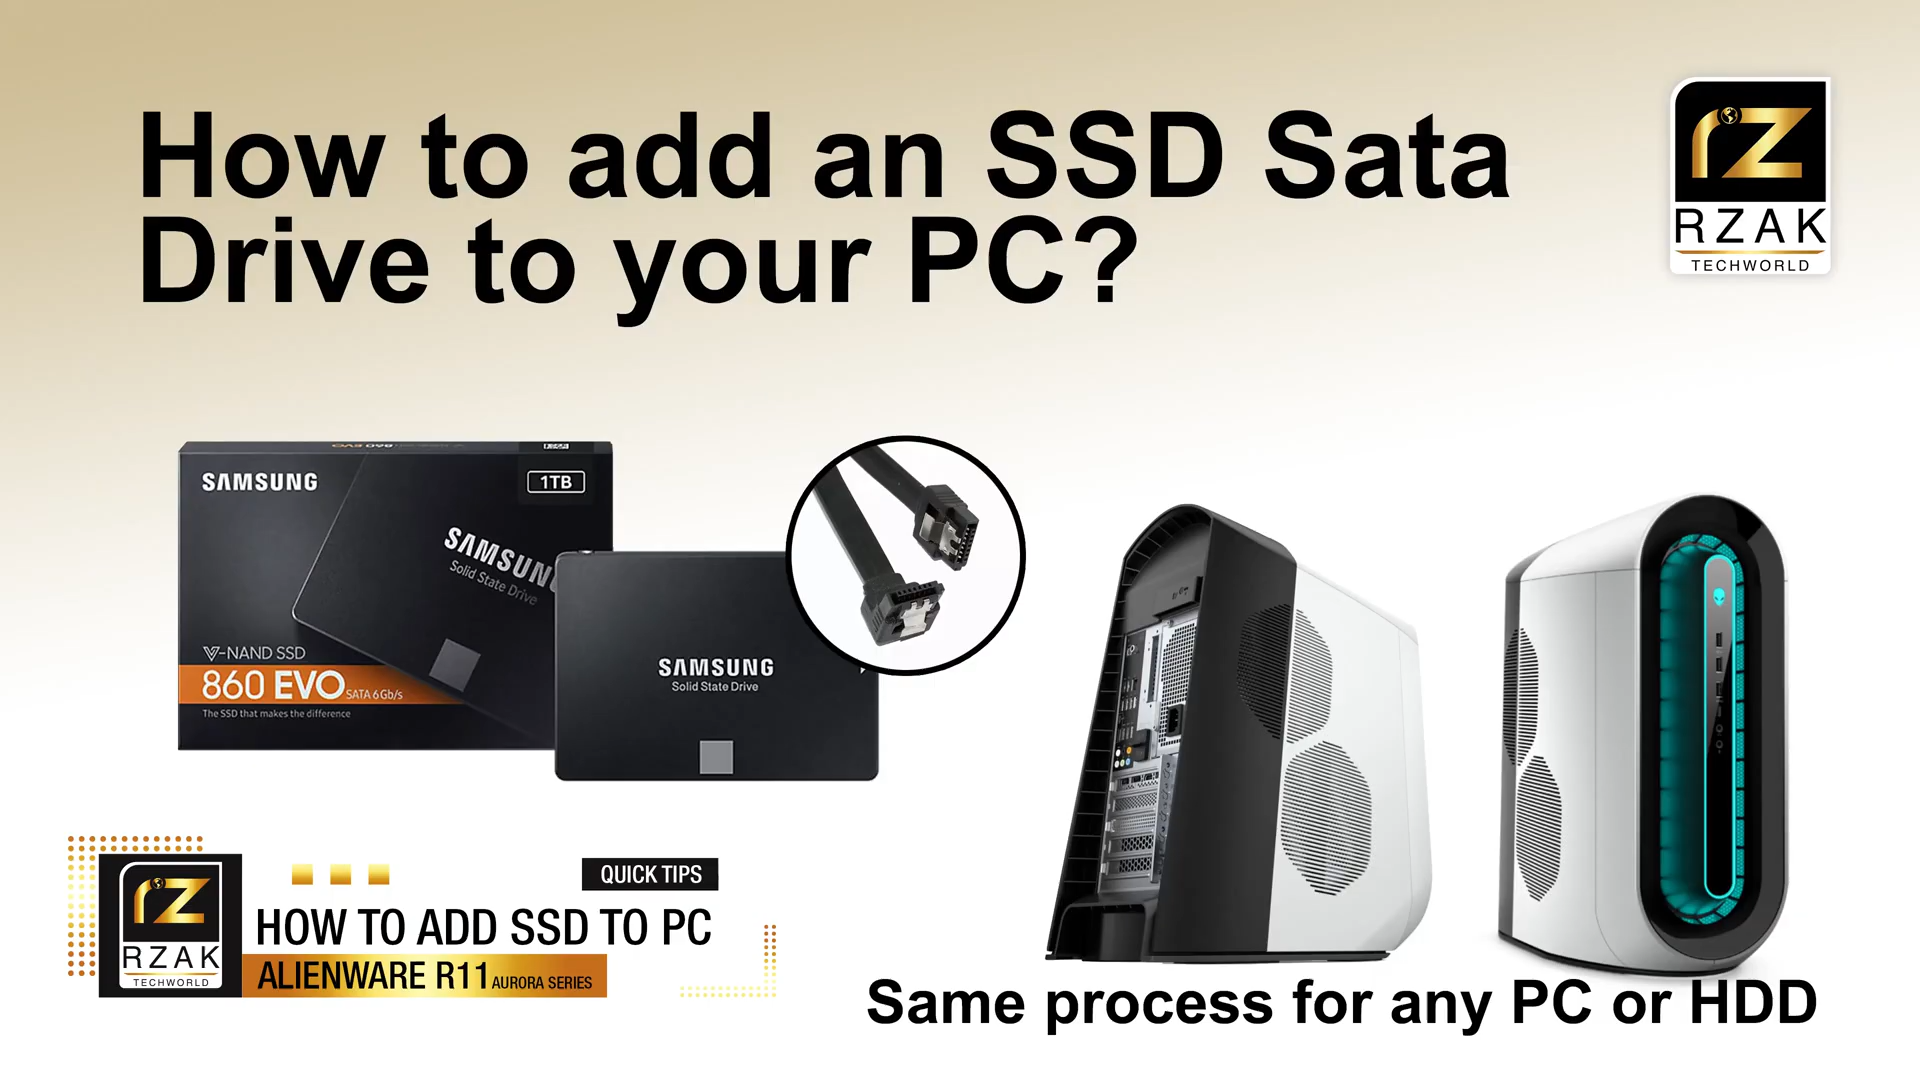 How to add an SSD Sata
Drive to your PC?
rZ
RZAK
TECHWORLD
SAMSUNG
1TB
SAMSUNG
Solid State Drive
V-NAND SSD
860 EVO SATA 6Gb/s
The SSD that makes the difference
SAMSUNG
Solid State Drive
QUICK TIPS
rZ
RZAK
TECHWORLD
HOW TO ADD SSD TO PC
ALIENWARE R11 AURORA SERIES
Same process for any PC or HDD